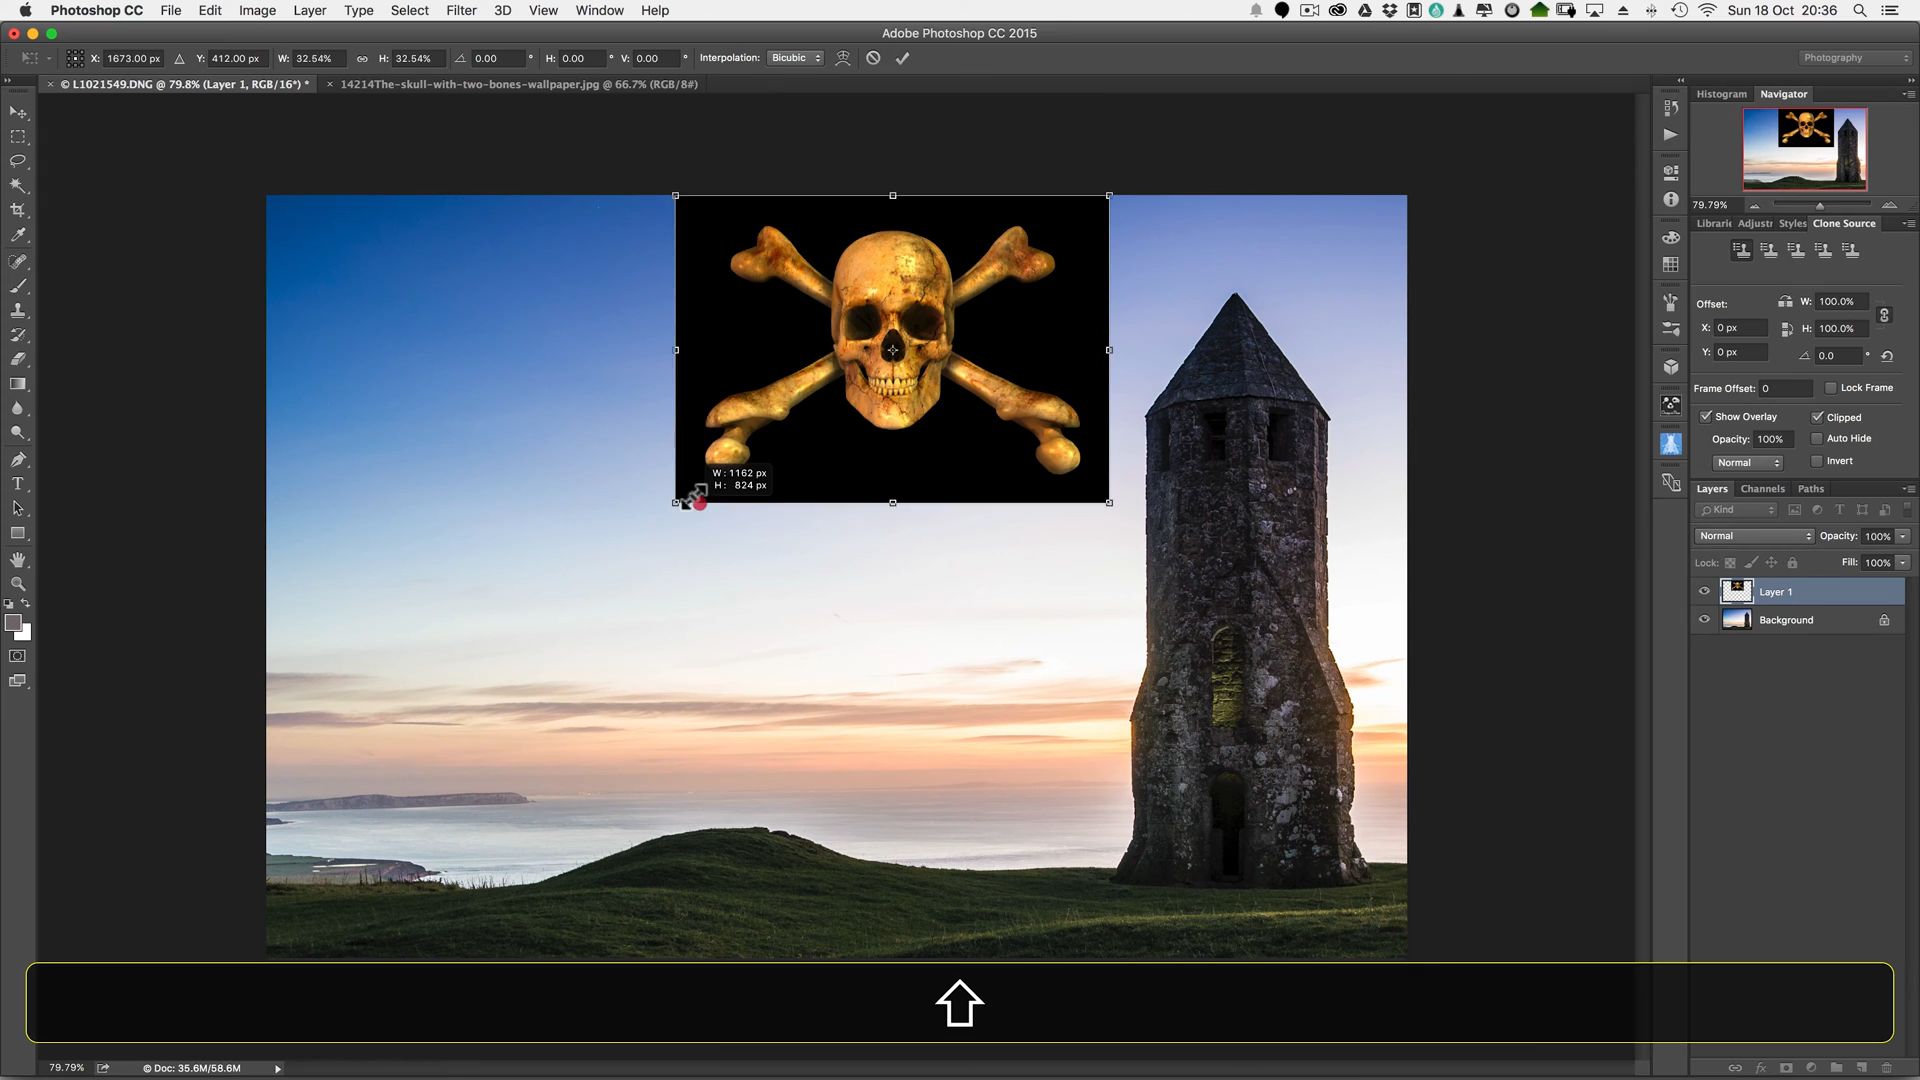 Photoshop CC File Edit Image Layer Type Select Filter 3D View Window Help Sun 18 Oct 20:36
Adobe Photoshop CC 2015
X: 1673.00 px Y: 412.00 px W: 32.54% H: 32.54% 0.00 ° H: 0.00 ° V: 0.00 ° Interpolation: Bicubic Photography
× © L1021549.DNG @ 79.8% (Layer 1, RGB/16*) * × 14214The-skull-with-two-bones-wallpaper.jpg @ 66.7% (RGB/8#)
Histogram Navigator
79.79%
Librari Adjustr Styles Clone Source
Offset: W: 100.0%
X: 0 px H: 100.0%
Y: 0 px 0.0 °
Frame Offset: 0 Lock Frame
Show Overlay Clipped
Opacity: 100% Auto Hide
Normal Invert
W: 1162 px
H: 824 px
Layers Channels Paths
Kind
Normal Opacity: 100%
Lock: Fill: 100%
Layer 1
Background
79.79% © Doc: 35.6M/58.6M